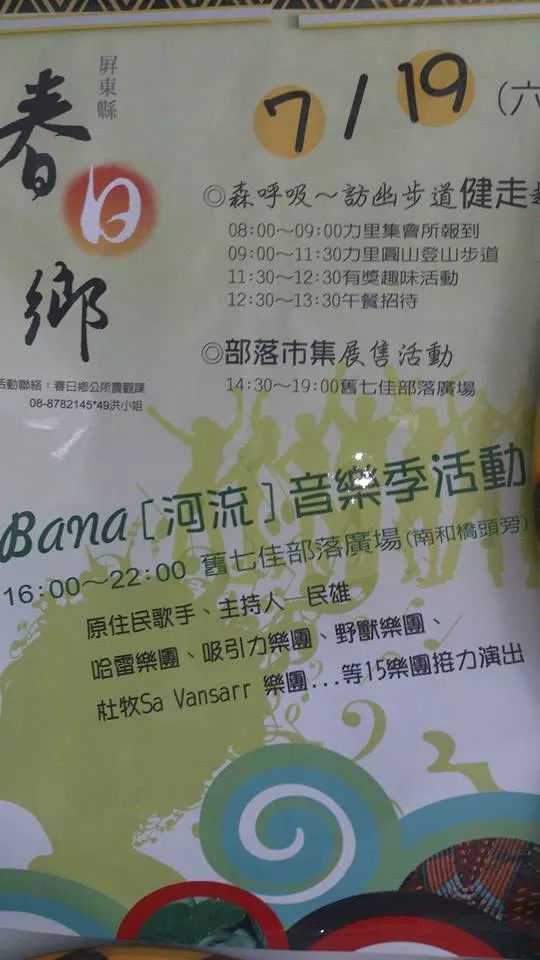 屏東縣
春日鄉
活動聯絡：春日鄉公所農觀課
08-8782145*49洪小姐
7/19(六
◎森呼吸～訪幽步道健走
08:00～09:00力里集會所報到
09:00～11:30力里圓山登山步道
11:30～12:30有獎趣味活動
12:30～13:30午餐招待
◎部落市集展售活動
14:30～19:00舊七佳部落廣場
Bana［河流］音樂季活動
16:00～22:00 舊七佳部落廣場(南和橋頭旁)
原住民歌手、主持人—民雄
哈雷樂團、吸引力樂團、野獸樂團、
杜牧Sa Vansarr 樂團...等15樂團接力演出